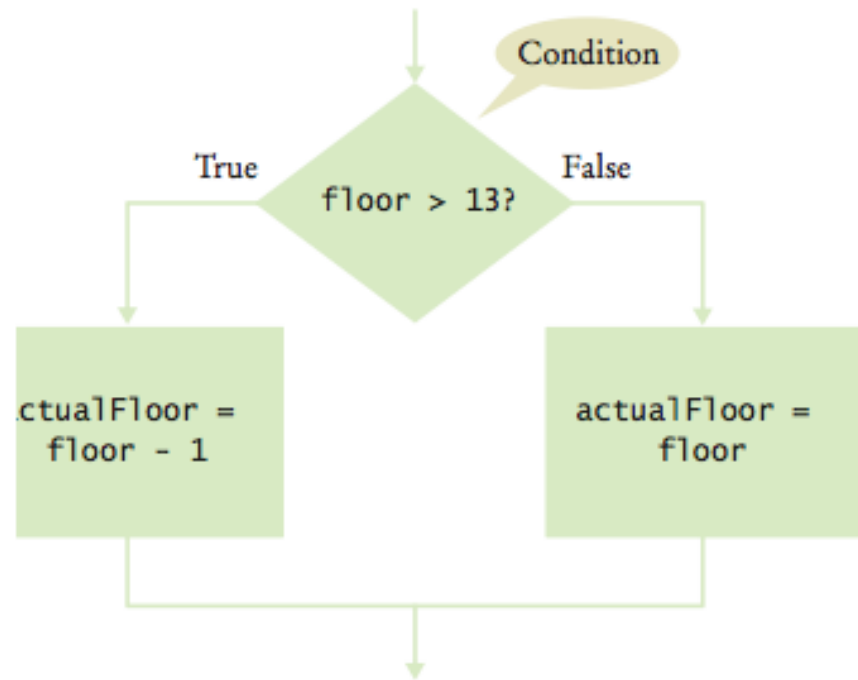 Condition
True
False
floor > 13?
ctualFloor =
floor - 1
actualFloor =
floor